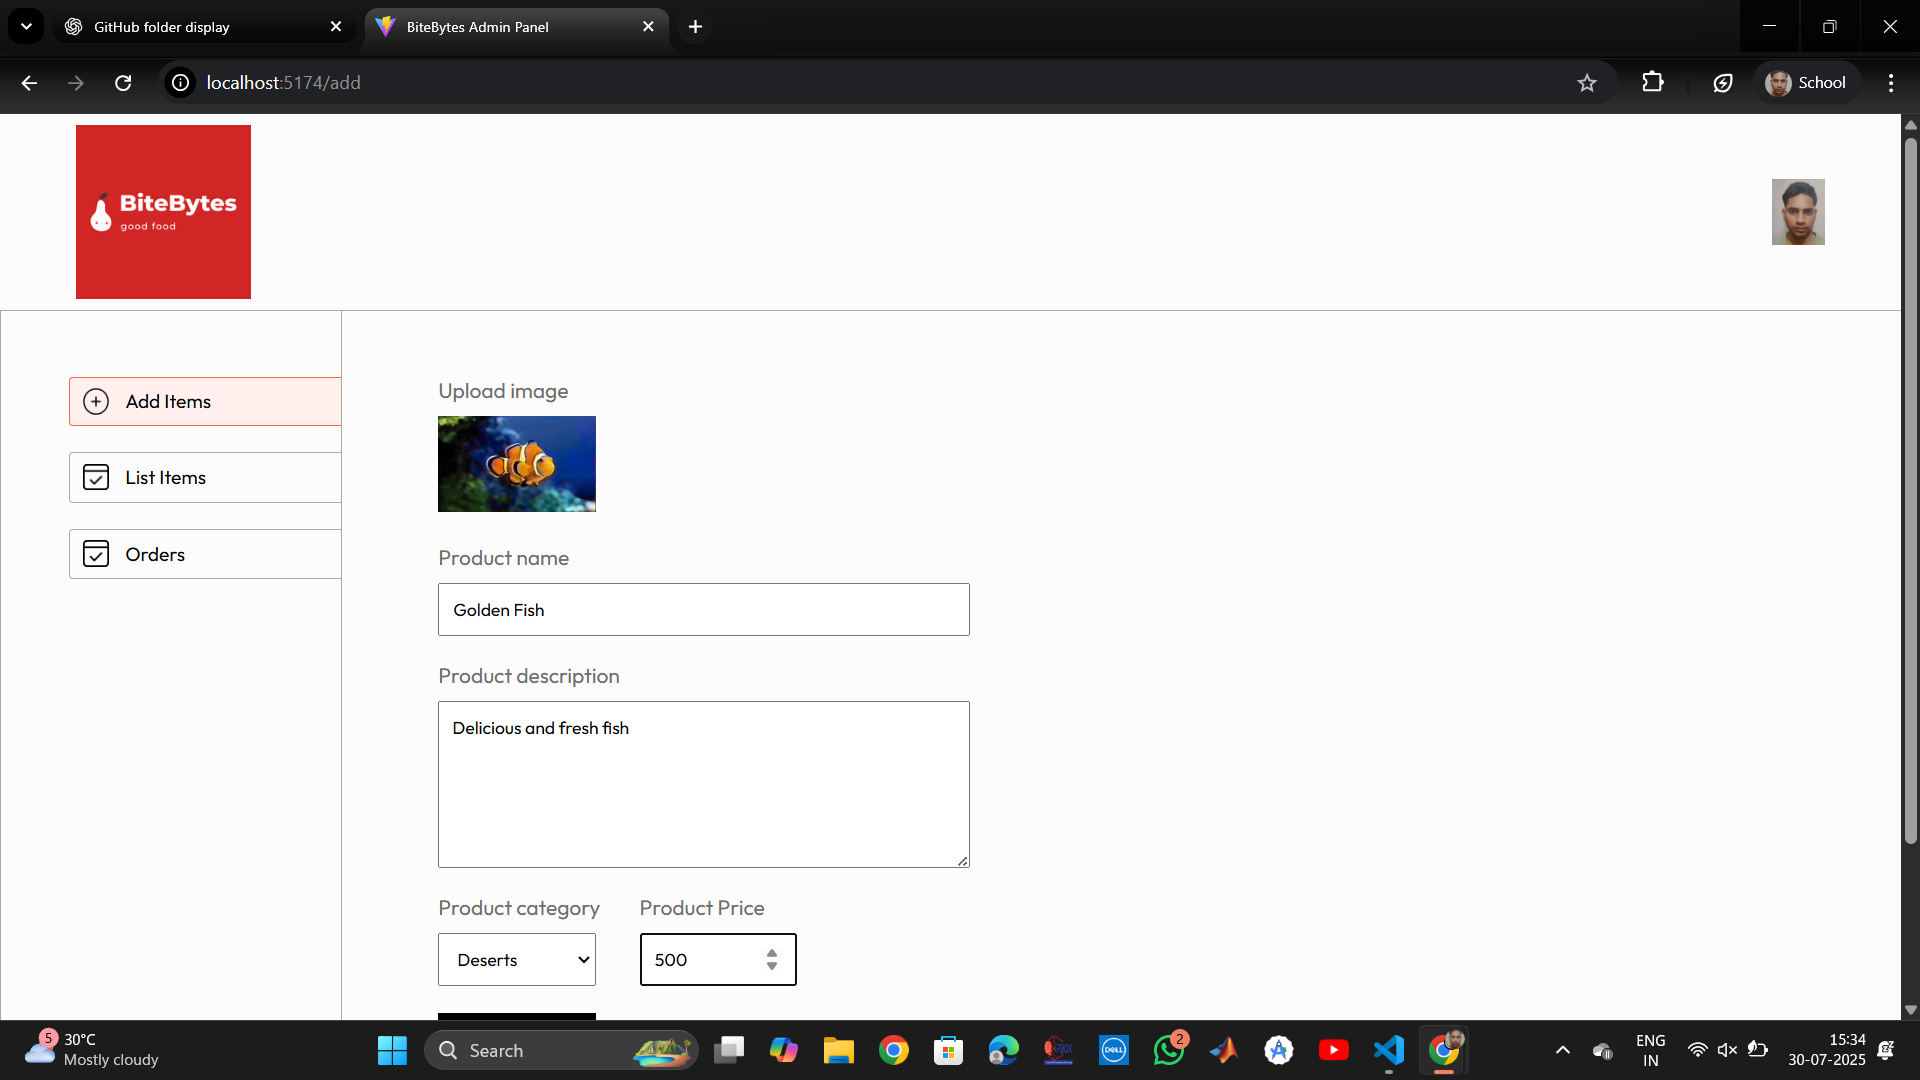 GitHub folder display
BiteBytes Admin Panel
localhost:5174/add
School
BiteBytes
good food
Add Items
List Items
Orders
Upload image
Product name
Golden Fish
Product description
Delicious and fresh fish
Product category
Product Price
Deserts
500
5
30°C
Mostly cloudy
Search
DELL
2
ENG
IN
15:34
30-07-2025